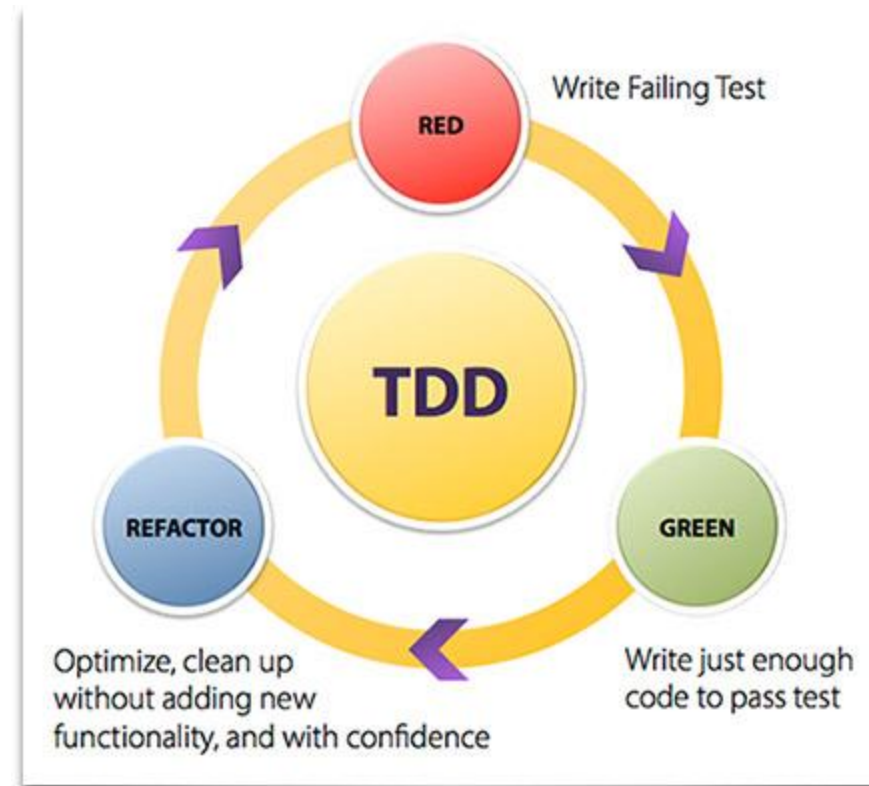 RED
Write Failing Test
TDD
REFACTOR
GREEN
Optimize, clean up
without adding new
functionality, and with confidence
Write just enough
code to pass test